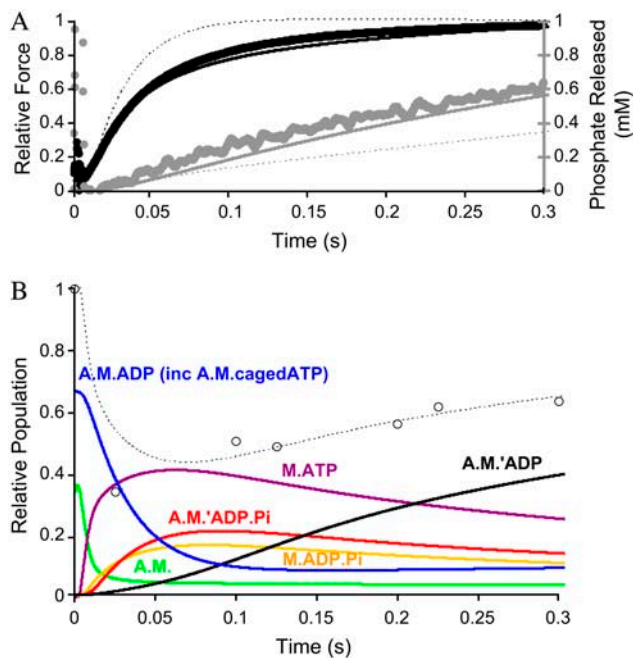 A
Relative Force
1
0.8
0.6
0.4
0.2
0
0
0.05
0.1
0.15
0.2
0.25
0.3
Time (s)
1
0.8
0.6
0.4
0.2
0
Phosphate Released
(mM)
B
Relative Population
1
0.8
0.6
0.4
0.2
0
A.M.ADP (inc A.M.cagedATP)
M.ATP
A.M.'ADP
A.M.'ADP.Pi
A.M.
M.ADP.Pi
0
0.05
0.1
0.15
0.2
0.25
0.3
Time (s)